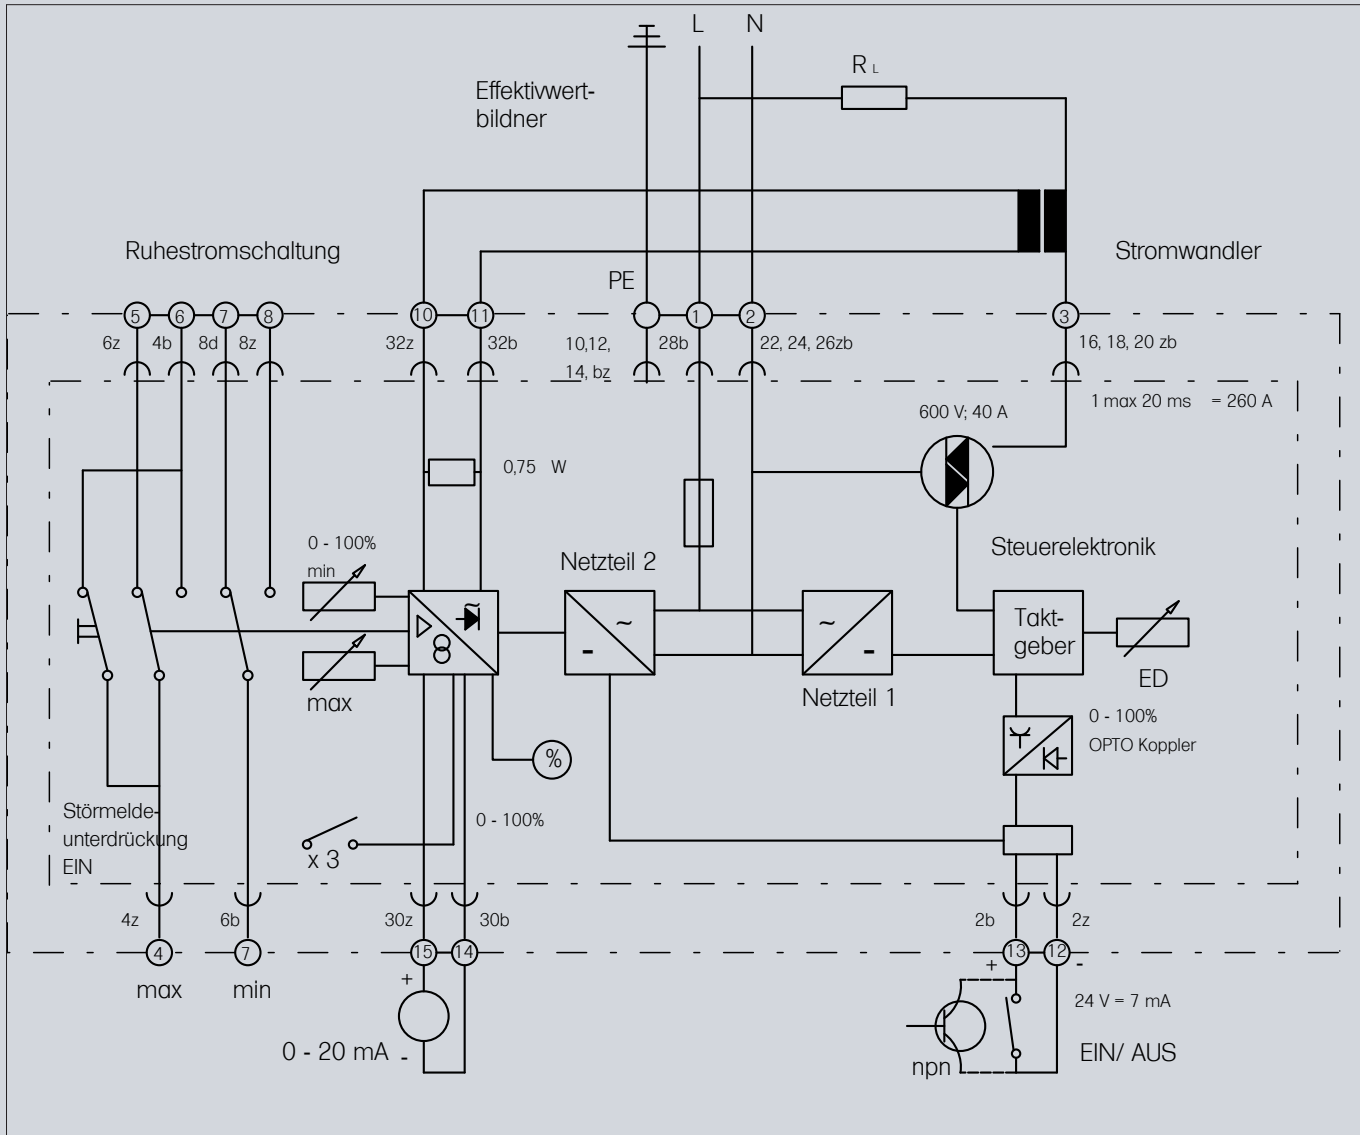 L N
R L
Effektivwert-
bildner
Ruhestromschaltung
Stromwandler
PE
5 6 7 8 10 11 1 2 3
6z 4b 8d 8z 32z 32b 10,12, 28b 22, 24, 26zb 16, 18, 20 zb
14, bz
1 max 20 ms = 260 A
600 V; 40 A
0,75 W
0 - 100%
min
Netzteil 2
Steuerelektronik
~ - ~ -
Takt-
geber
max
Netzteil 1
ED
0 - 100%
OPTO Koppler
%
Störmelde-
unterdrückung
EIN
0 - 100%
x 3
4z 6b 30z 30b 2b 2z
4 7 15 14 13 12
+ + -
max min
24 V = 7 mA
0 - 20 mA -
EIN/ AUS
npn